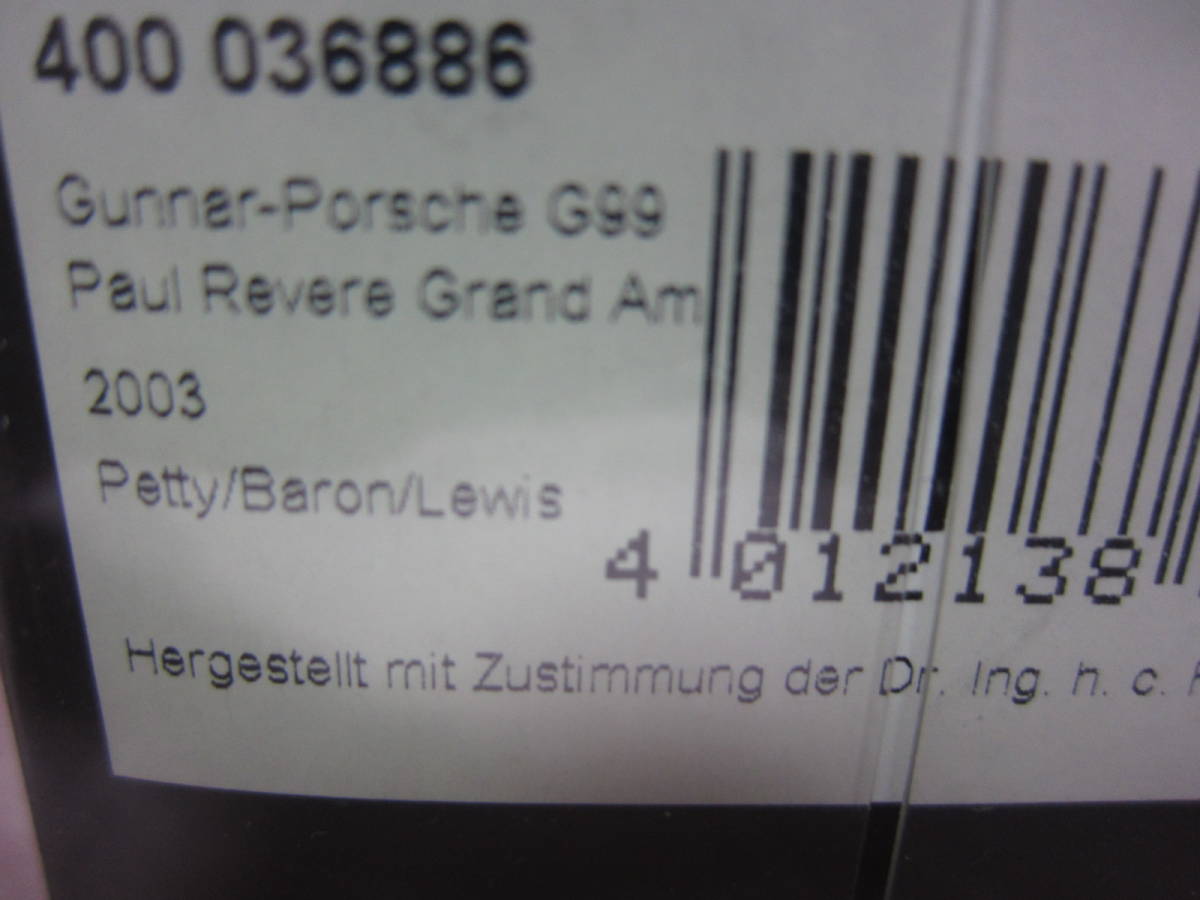 400 036886
Gunnar-Porsche G99
Paul Revere Grand Am
2003
Petty/Baron/Lewis
4 012138
Hergestellt mit Zustimmung der Dr. Ing. h. c.